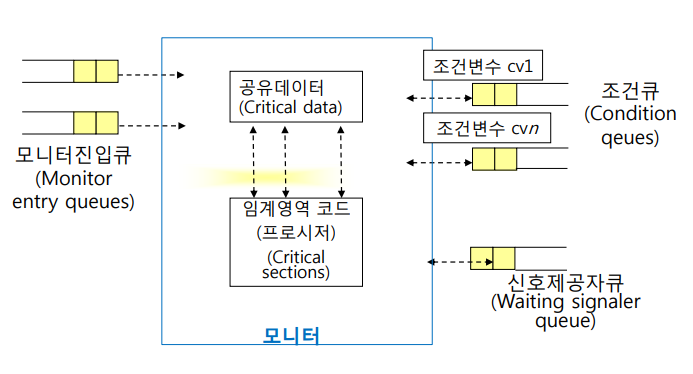 모니터진입큐
(Monitor
entry queues)
공유데이터
(Critical data)
임계영역 코드
(프로시저)
(Critical
sections)
모니터
조건변수 cv1
조건변수 cvn
조건큐
(Condition
qeues)
신호제공자큐
(Waiting signaler
queue)